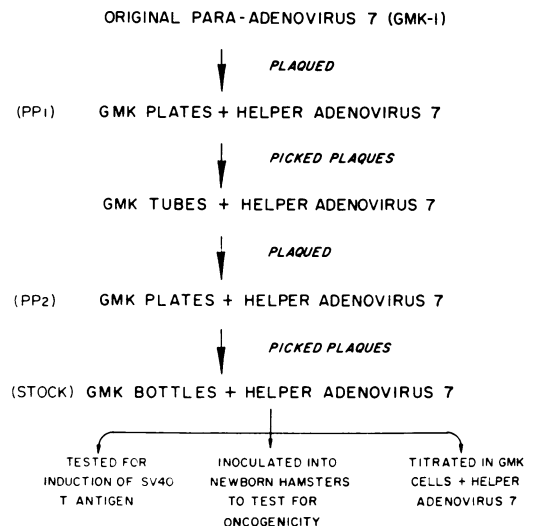 ORIGINAL PARA-ADENOVIRUS 7 (GMK-1)
PLAQUED
(PP1) GMK PLATES + HELPER ADENOVIRUS 7
PICKED PLAQUES
GMK TUBES + HELPER ADENOVIRUS 7
PLAQUED
(PP2) GMK PLATES + HELPER ADENOVIRUS 7
PICKED PLAQUES
(STOCK) GMK BOTTLES + HELPER ADENOVIRUS 7
TESTED FOR
INDUCTION OF SV40
T ANTIGEN
INOCULATED INTO
NEWBORN HAMSTERS
TO TEST FOR
ONCOGENICITY
TITRATED IN GMK
CELLS + HELPER
ADENOVIRUS 7